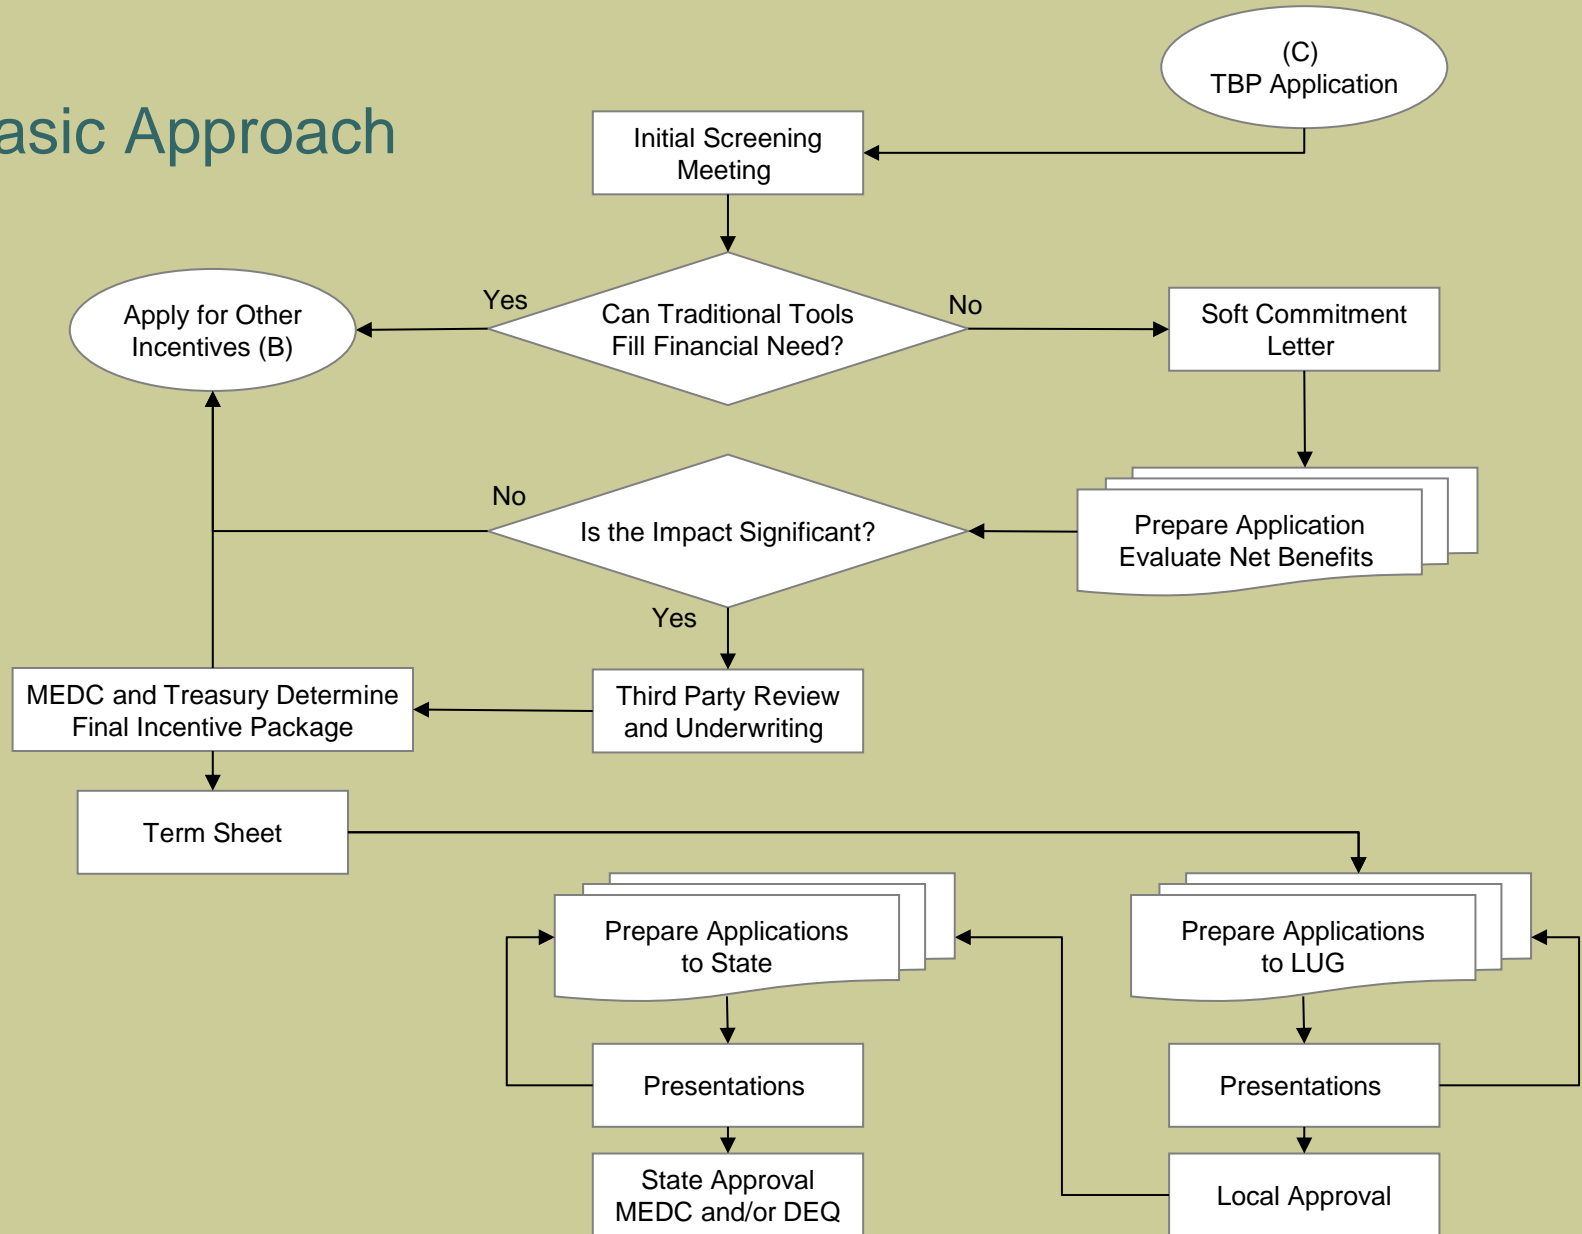 (C)
TBP Application
asic Approach
Initial Screening
Meeting
Yes
No
Apply for Other
Incentives (B)
Can Traditional Tools
Fill Financial Need?
Soft Commitment
Letter
No
Is the Impact Significant?
Prepare Application
Evaluate Net Benefits
Yes
MEDC and Treasury Determine
Final Incentive Package
Third Party Review
and Underwriting
Term Sheet
Prepare Applications
to State
Prepare Applications
to LUG
Presentations
Presentations
State Approval
MEDC and/or DEQ
Local Approval